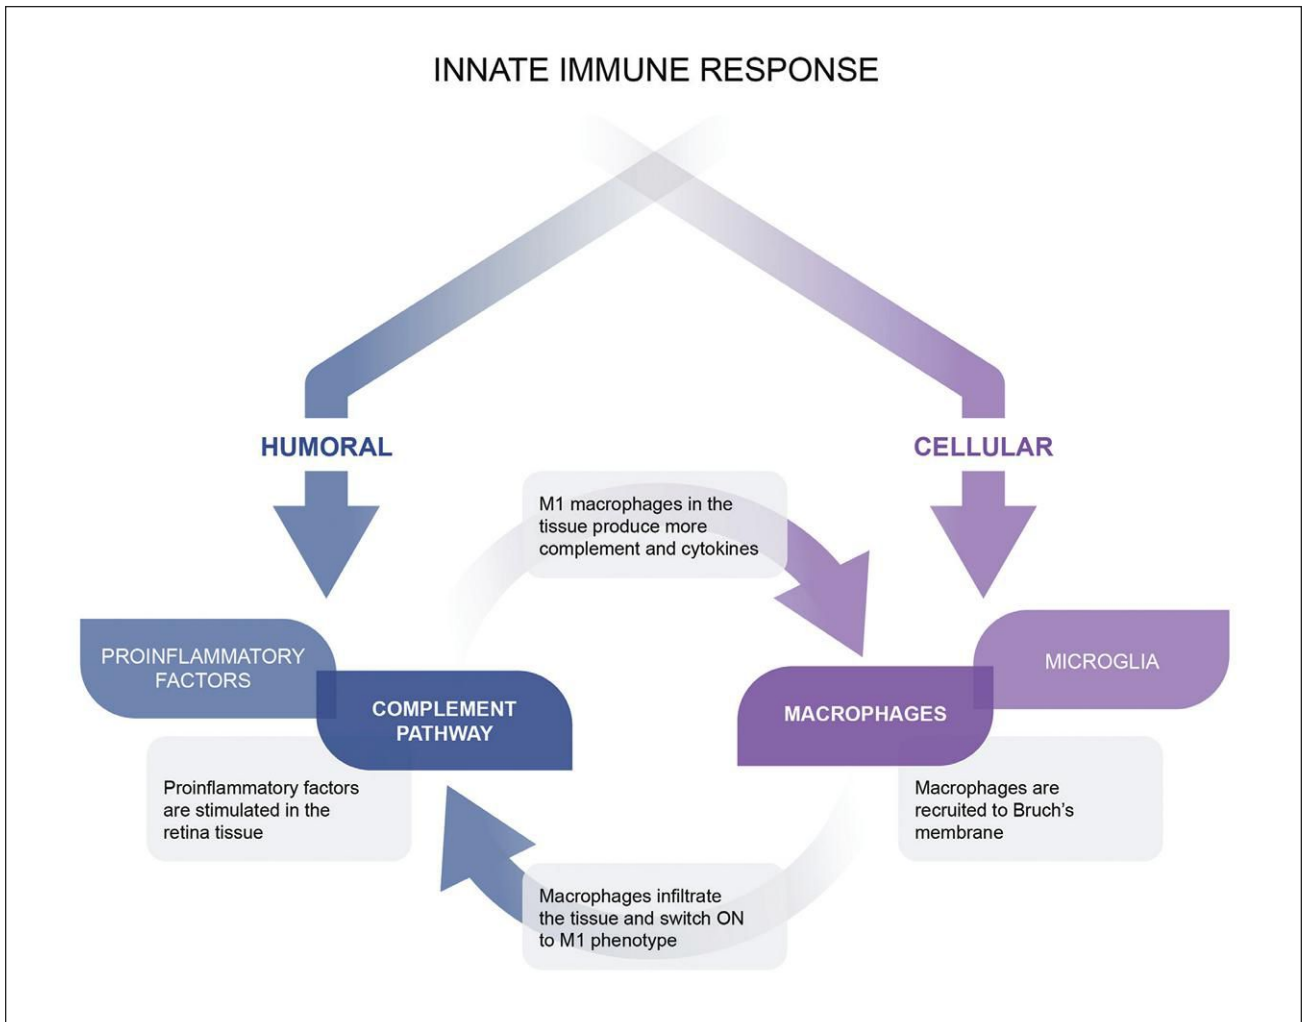 INNATE IMMUNE RESPONSE
HUMORAL
CELLULAR
M1 macrophages in the
tissue produce more
complement and cytokines
PROINFLAMMATORY
FACTORS
COMPLEMENT
PATHWAY
MACROPHAGES
MICROGLIA
Proinflammatory factors
are stimulated in the
retina tissue
Macrophages are
recruited to Bruch’s
membrane
Macrophages infiltrate
the tissue and switch ON
to M1 phenotype